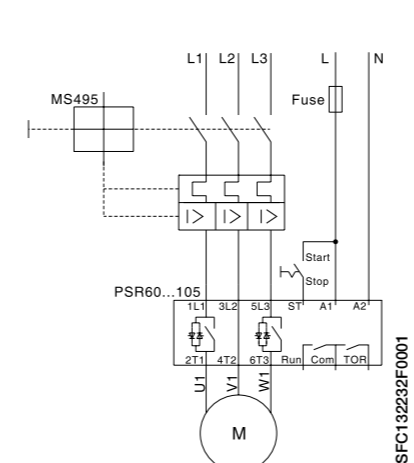 L1 L2 L3 L N
MS495
Fuse
I> I> I>
Start
Stop
PSR60...105
1L1 3L2 5L3 ST A1 A2
2T1 4T2 6T3 Run Com TOR
U1 V1 W1
M
SFC132232F0001